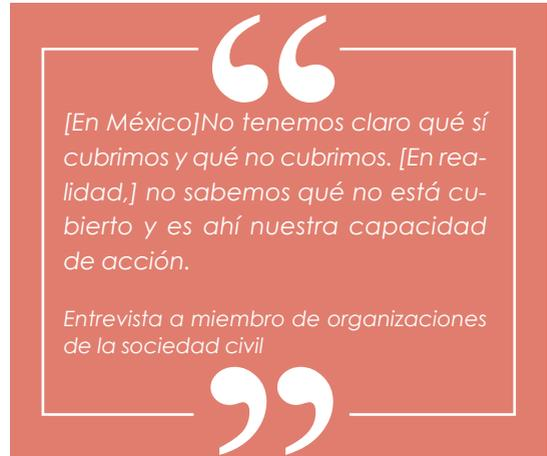 [En México]No tenemos claro qué sí
cubrimos y qué no cubrimos. [En rea-
lidad,] no sabemos qué no está cu-
bierto y es ahí nuestra capacidad
de acción.
Entrevista a miembro de organizaciones
de la sociedad civil